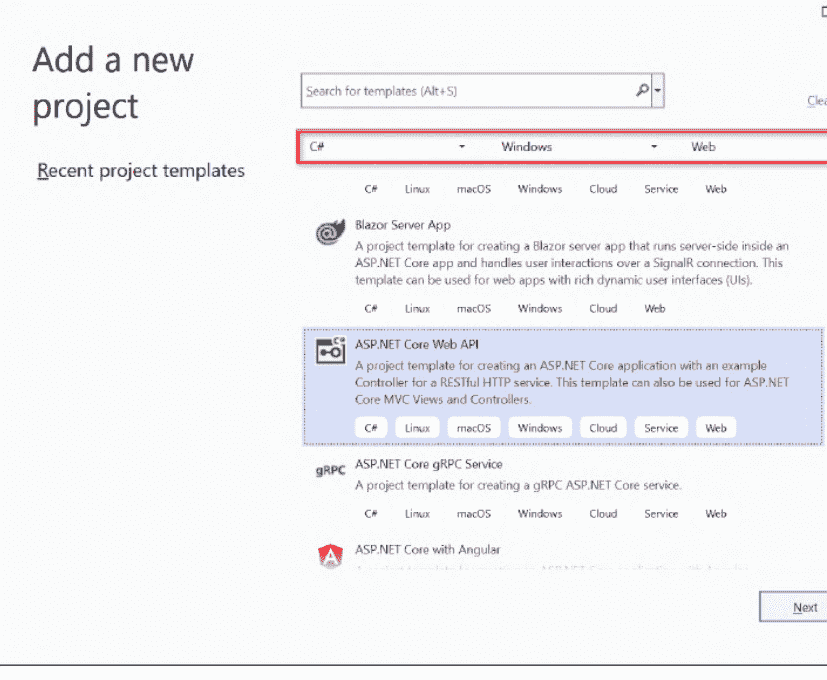 Add a new
project
Search for templates (Alt+S)
Clea
Recent project templates
C# Windows Web
C# Linux macOS Windows Cloud Service Web
Blazor Server App
A project template for creating a Blazor server app that runs server-side inside an
ASP.NET Core app and handles user interactions over a SignalR connection. This
template can be used for web apps with rich dynamic user interfaces (UIs).
C# Linux macOS Windows Cloud Web
ASP.NET Core Web API
A project template for creating an ASP.NET Core application with an example
Controller for a RESTful HTTP service. This template can also be used for ASP.NET
Core MVC Views and Controllers.
C# Linux macOS Windows Cloud Service Web
gRPC
ASP.NET Core gRPC Service
A project template for creating a gRPC ASP.NET Core service.
C# Linux macOS Windows Cloud Service Web
ASP.NET Core with Angular
Next